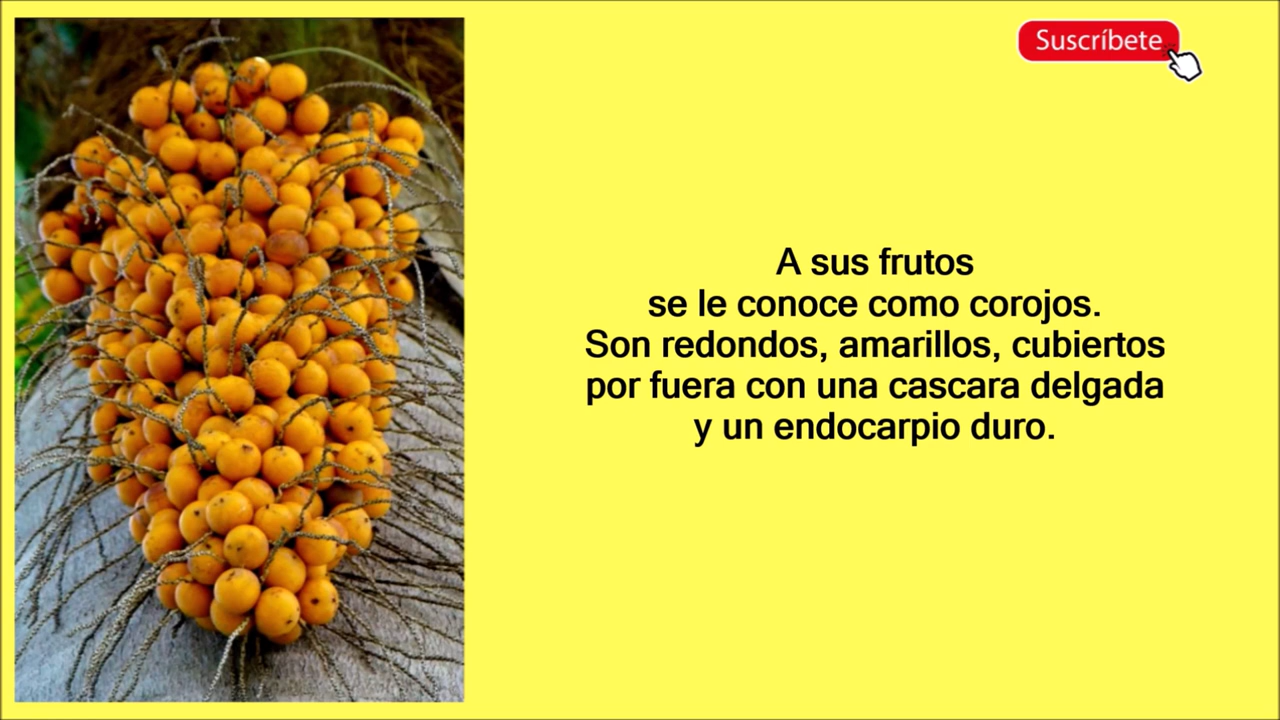 Suscríbete
A sus frutos
se le conoce como corojos.
Son redondos, amarillos, cubiertos
por fuera con una cascara delgada
y un endocarpio duro.